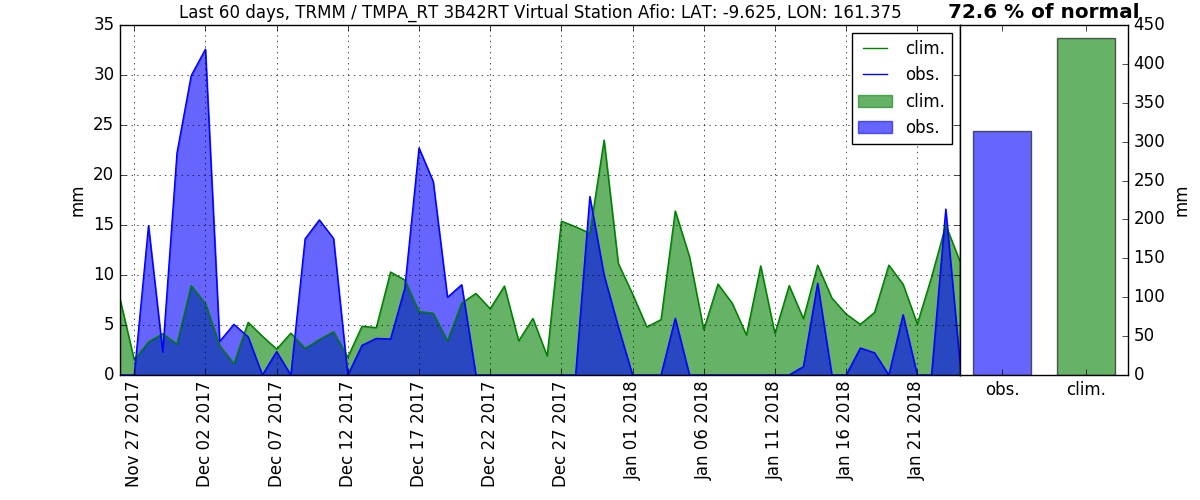 Last 60 days, TRMM / TMPA_RT 3B42RT Virtual Station Afio: LAT: -9.625, LON: 161.375
72.6 % of normal
35
30
25
20
15
10
5
0
mm
clim.
obs.
clim.
obs.
450
400
350
300
250
200
150
100
50
0
mm
Nov 27 2017
Dec 02 2017
Dec 07 2017
Dec 12 2017
Dec 17 2017
Dec 22 2017
Dec 27 2017
Jan 01 2018
Jan 06 2018
Jan 11 2018
Jan 16 2018
Jan 21 2018
obs.
clim.